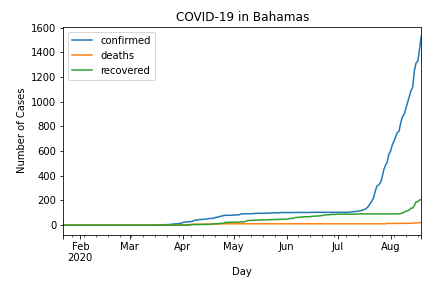 COVID-19 in Bahamas
confirmed
deaths
recovered
Number of Cases
1600
1400
1200
1000
800
600
400
200
0
Feb Mar Apr May Jun Jul Aug
2020
Day